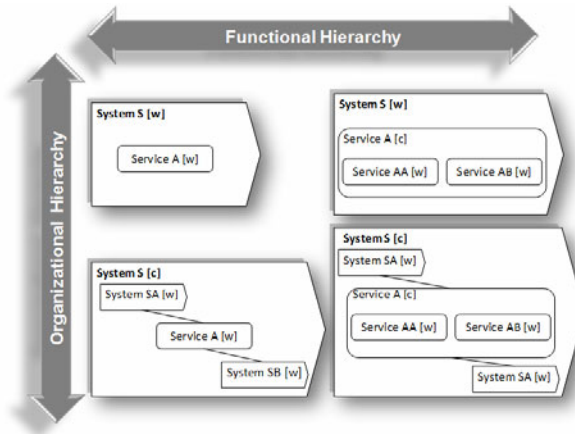 Functional Hierarchy
Organizational Hierarchy
System S [w]
Service A [w]
System S [w]
Service A [c]
Service AA [w]
Service AB [w]
System S [c]
System SA [w]
Service A [w]
System SB [w]
System S [c]
System SA [w]
Service A [c]
Service AA [w]
Service AB [w]
System SA [w]